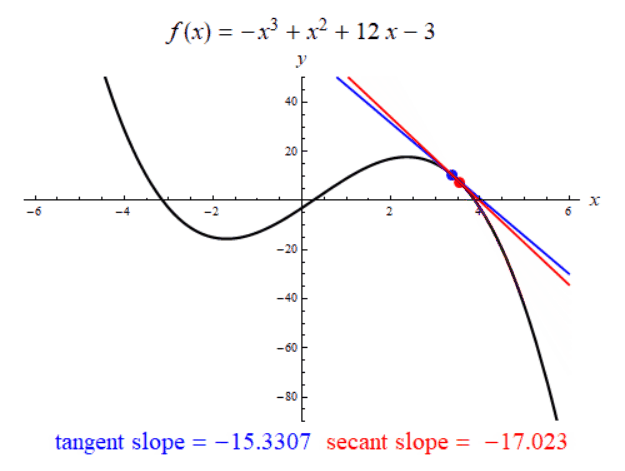 f(x) = −x³ + x² + 12 x − 3
y
40
20
−6 −4 −2 2 4 6 x
−20
−40
−60
−80
tangent slope = −15.3307 secant slope = −17.023